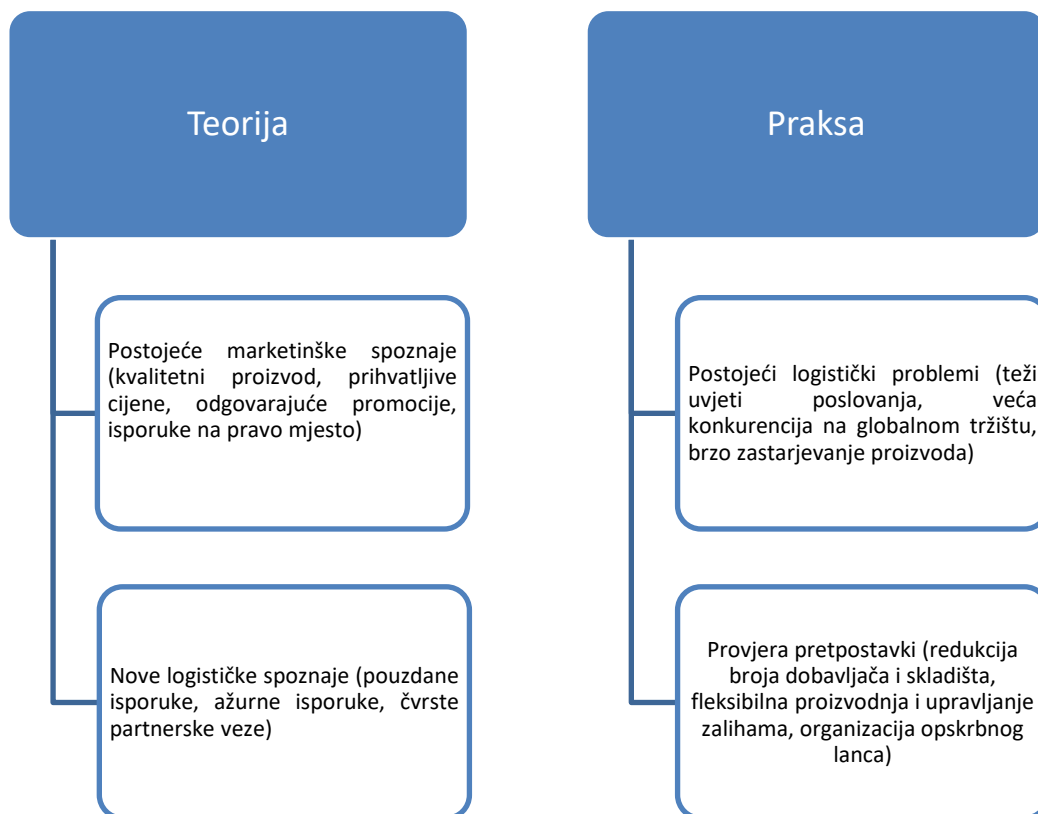 Teorija
Postojeće marketinške spoznaje
(kvalitetni proizvod, prihvatljive
cijene, odgovarajuće promocije,
isporuke na pravo mjesto)
Nove logističke spoznaje (pouzdane
isporuke, ažurne isporuke, čvrste
partnerske veze)
Praksa
Postojeći logistički problemi (teži
uvjeti poslovanja, veća
konkurencija na globalnom tržištu,
brzo zastarjevanje proizvoda)
Provjera pretpostavki (redukcija
broja dobavljača i skladišta,
fleksibilna proizvodnja i upravljanje
zalihama, organizacija opskrbnog
lanca)